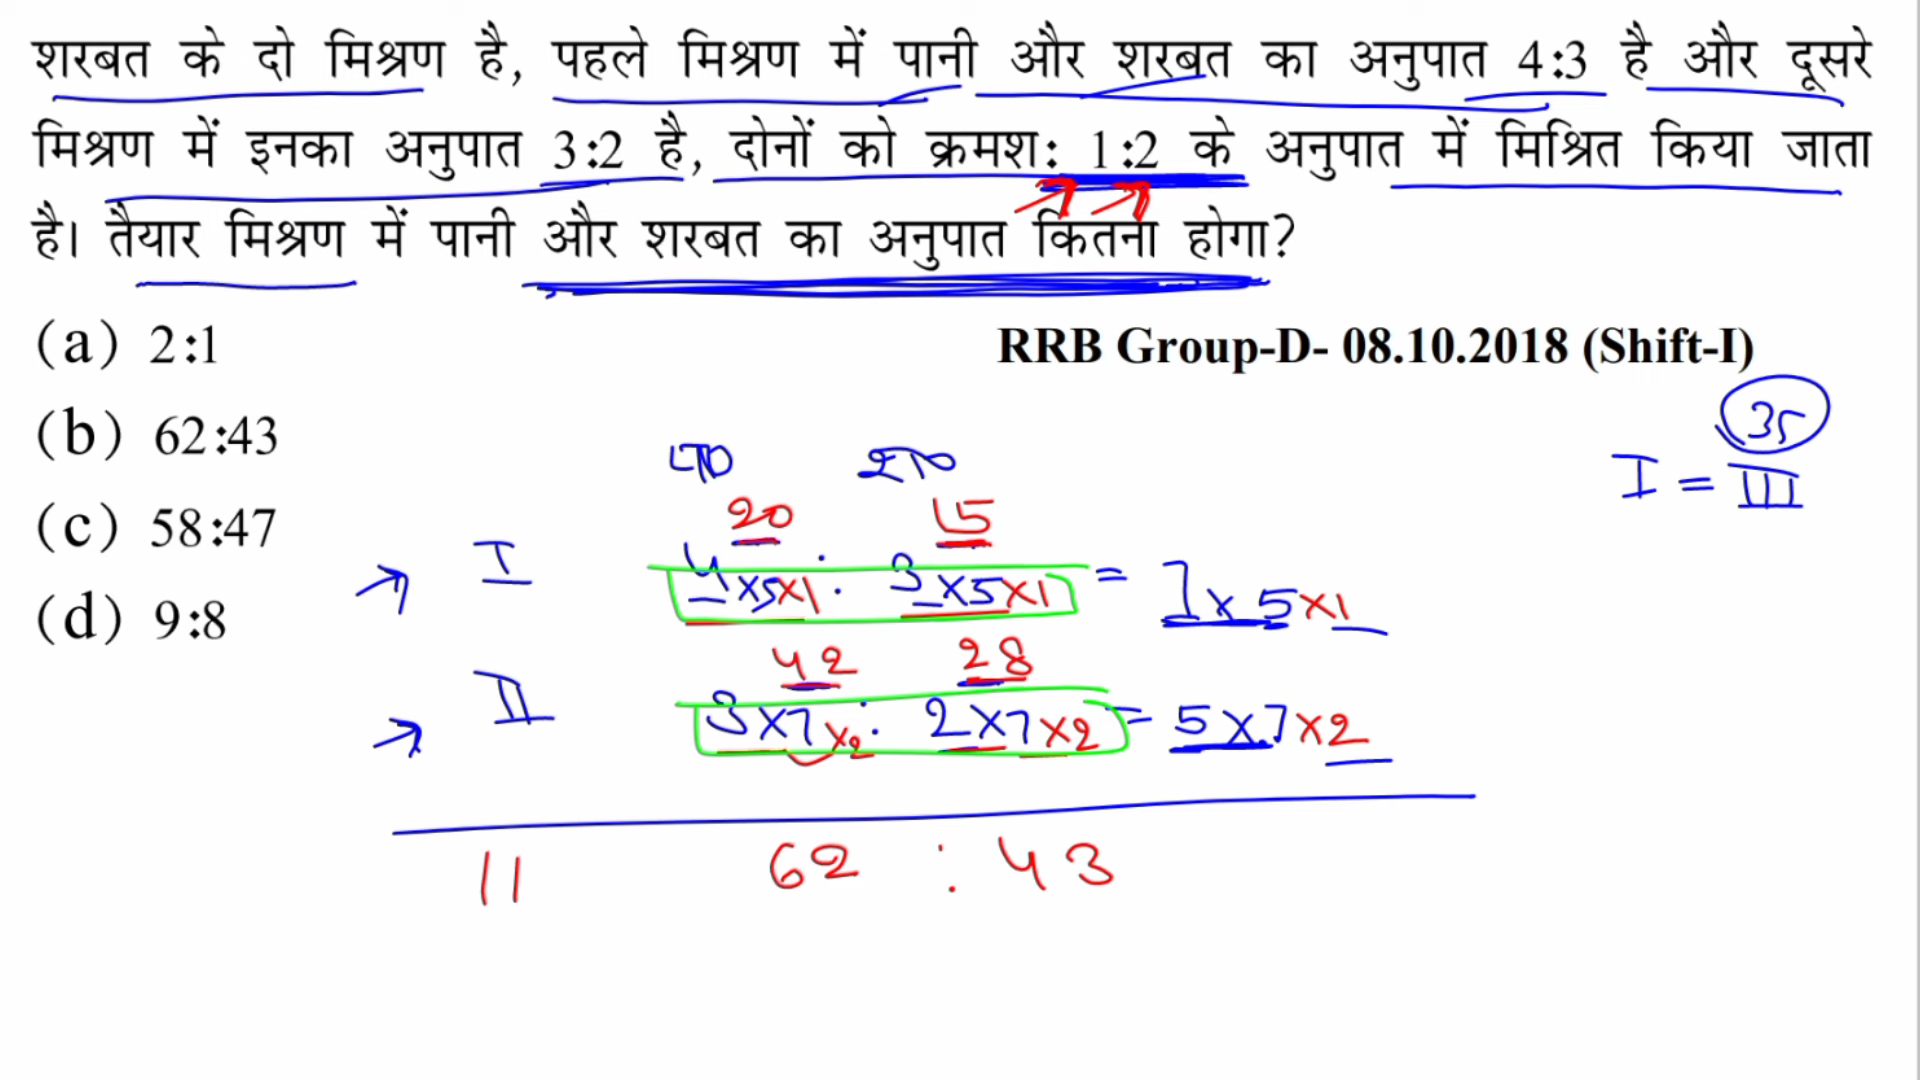 शरबत के दो मिश्रण है, पहले मिश्रण में पानी और शरबत का अनुपात 4:3 है और दूसरे
मिश्रण में इनका अनुपात 3:2 है, दोनों को क्रमश: 1:2 के अनुपात में मिश्रित किया जाता
है। तैयार मिश्रण में पानी और शरबत का अनुपात कितना होगा?
(a) 2:1
RRB Group-D- 08.10.2018 (Shift-I)
(b) 62:43
(c) 58:47
(d) 9:8
35
I = III
20 15
I 4×5×1 : 3×5×1 = 7×5×1
42 28
II 3×7×2 : 2×7×2 = 5×7×2
11 62 : 43